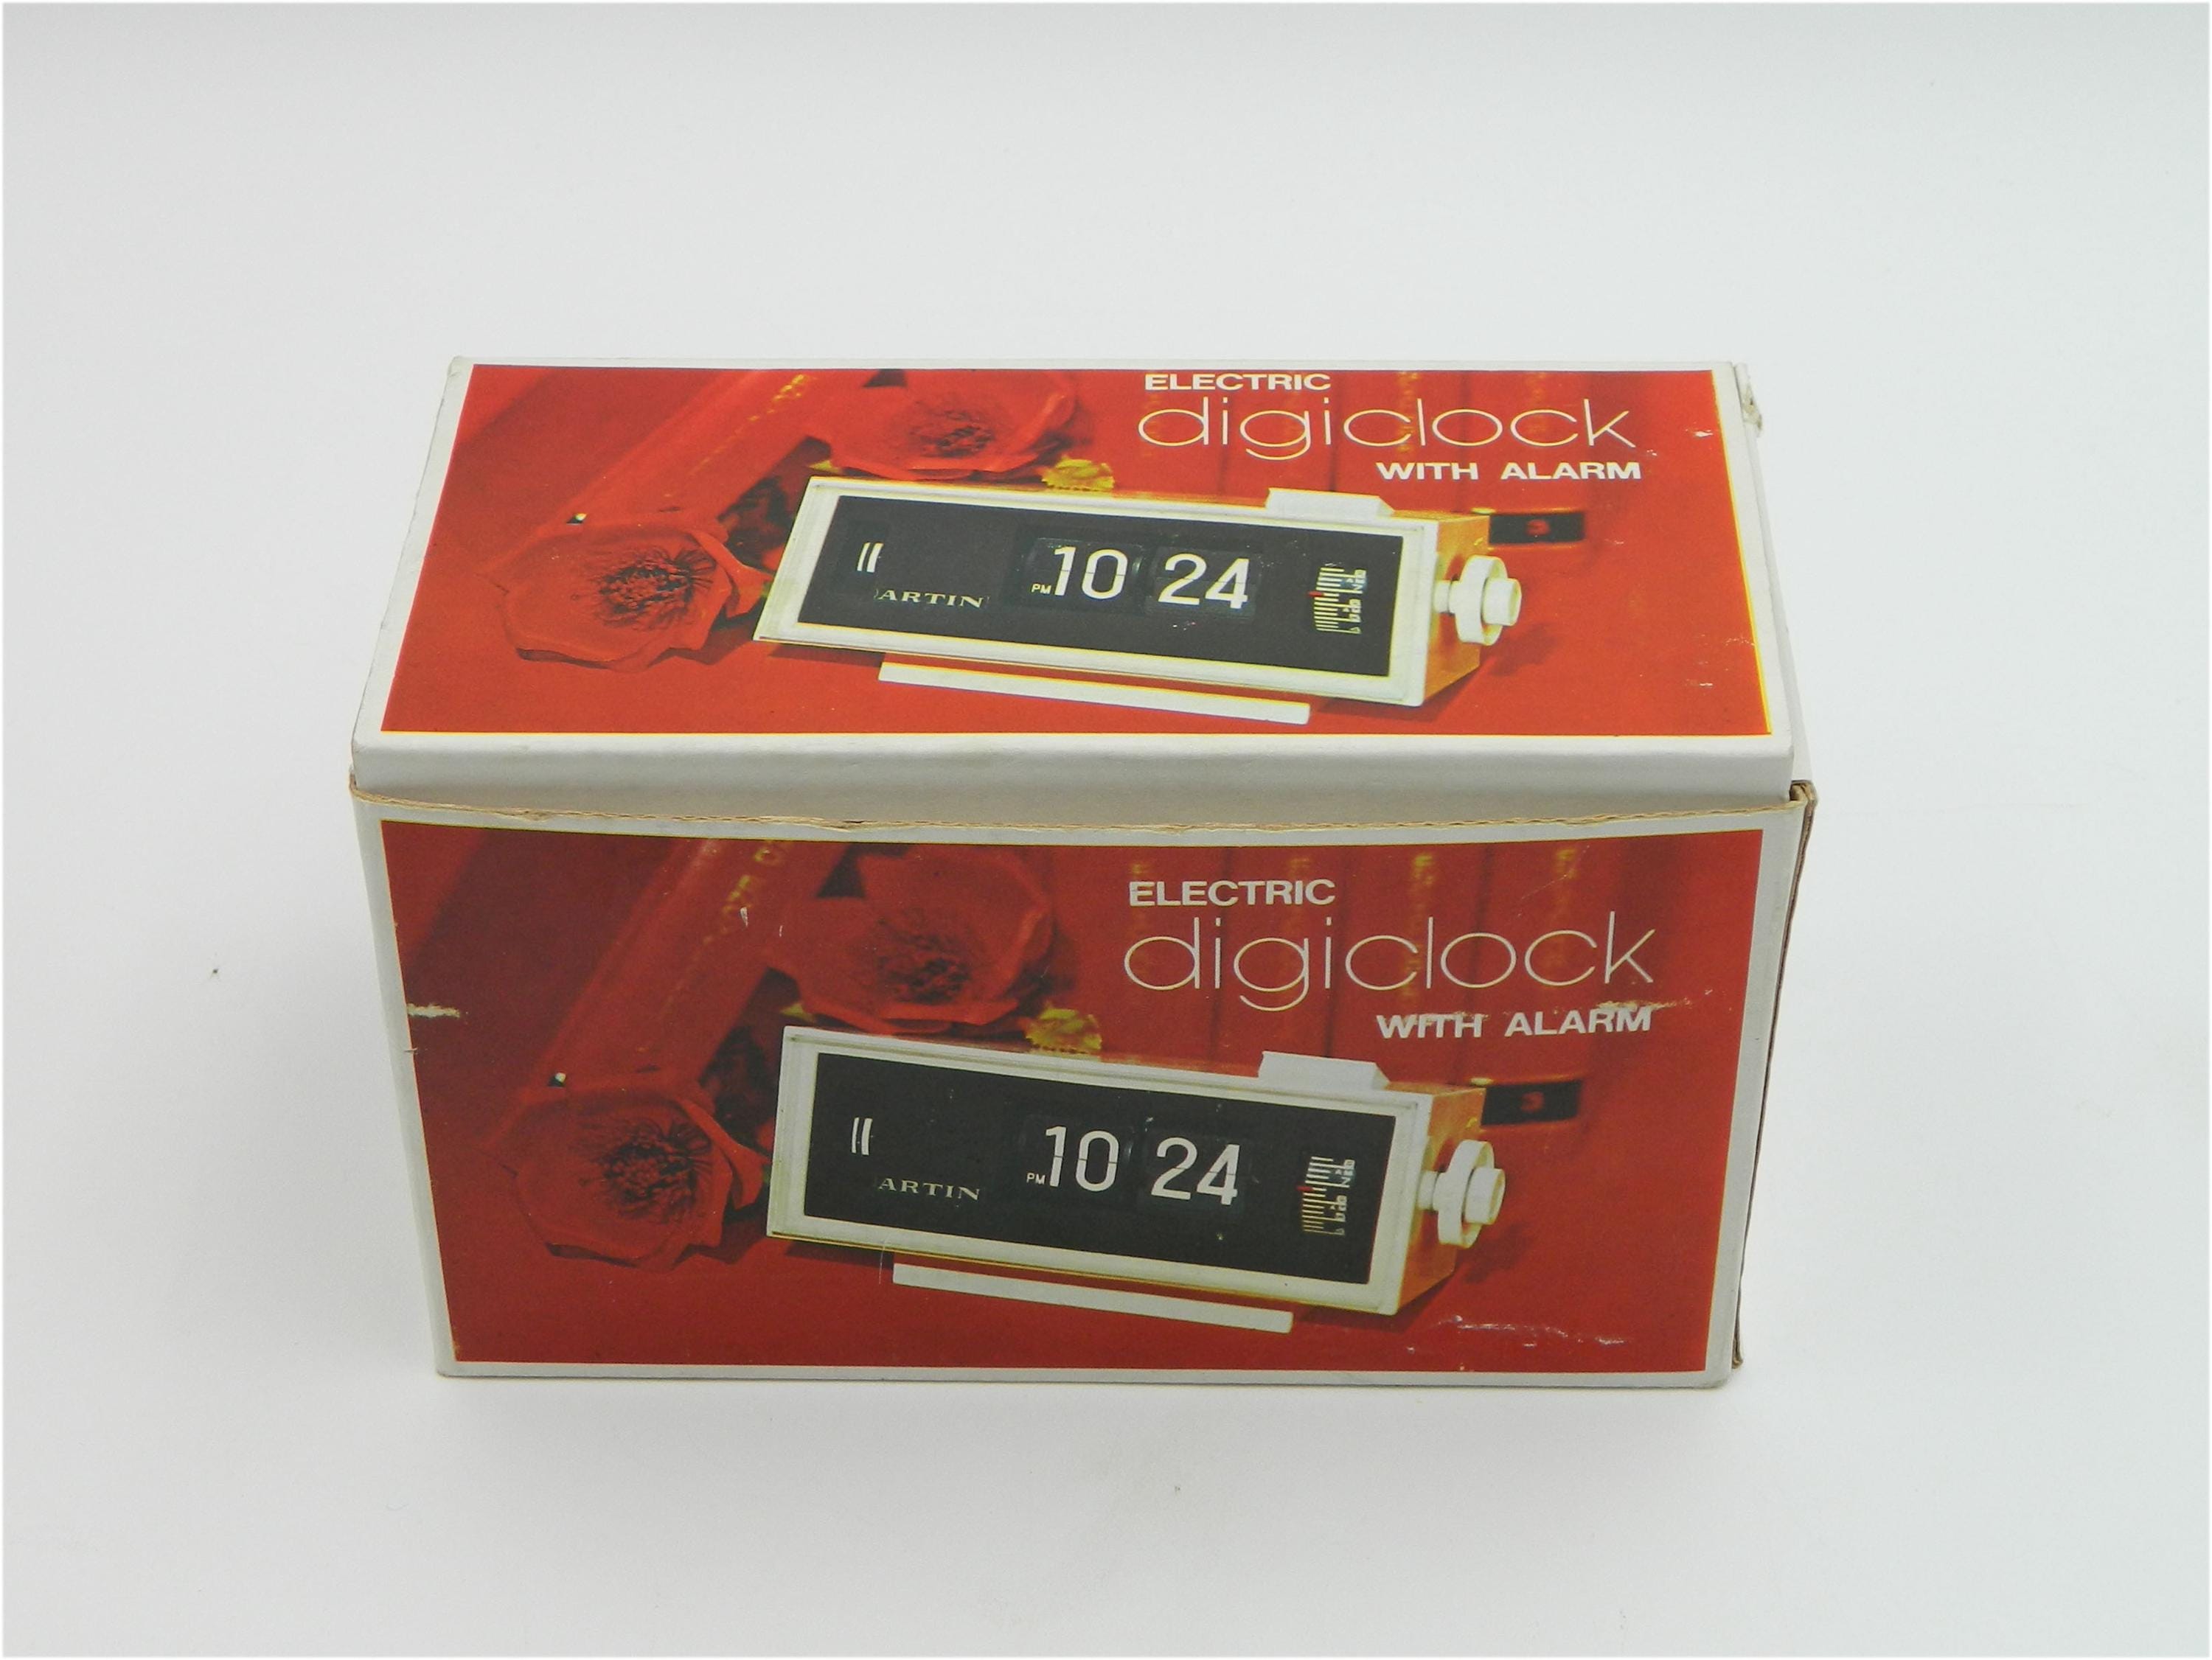 ELECTRIC
digiclock
WITH ALARM
PM 10 24
ARTIN
ELECTRIC
digiclock
WITH ALARM
PM 10 24
ARTIN